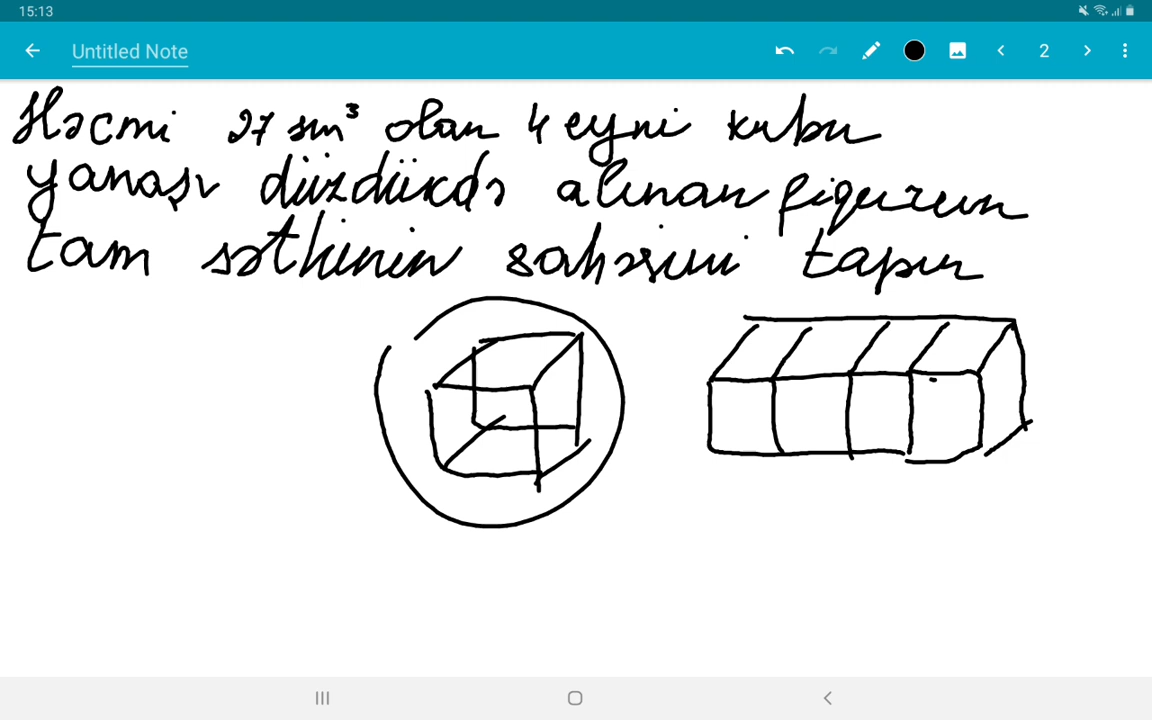 15:13
Untitled Note
2
Həcmi 27 sm³ olan 4 eyni kubu
yanaşı düzdükdə alınan fiqurun
tam səthinin sahəsini tapın